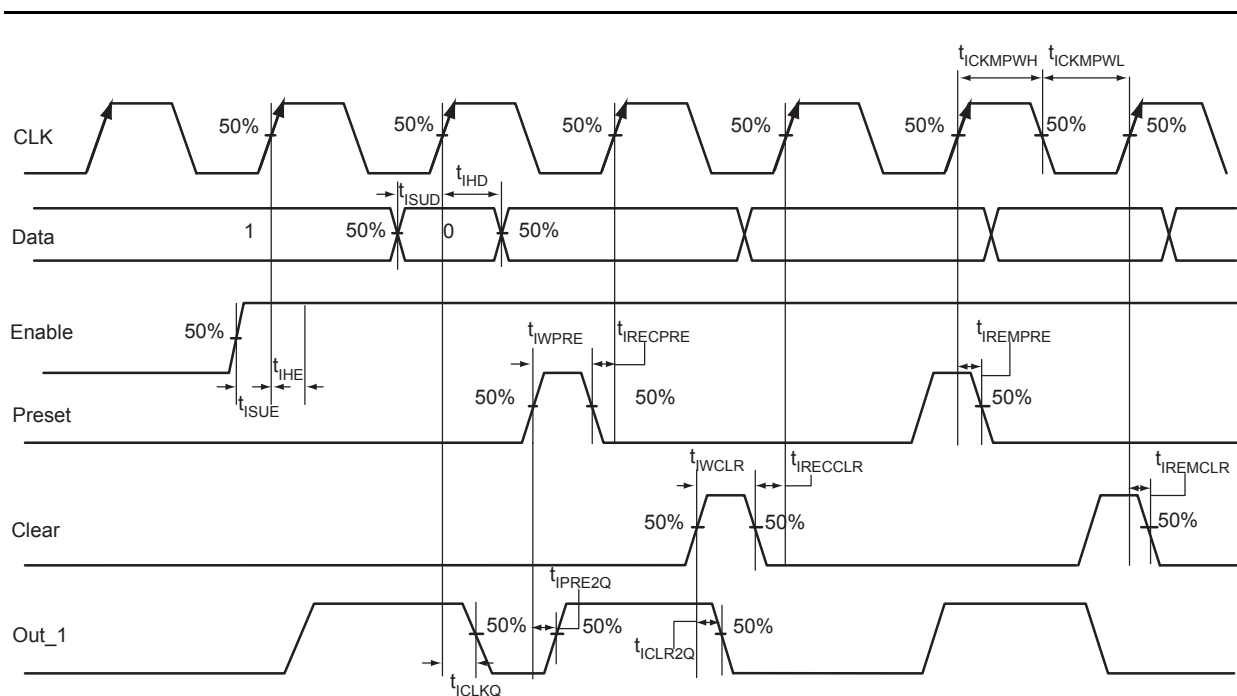 tICKMPWH tICKMPWL
CLK 50% 50% 50% 50% 50% 50% 50%
tISUD tIHD
Data 1 50% 0 50%
Enable 50% tIWPRE tIRECPRE tIREMPRE
tIHE
tISUE
Preset 50% 50% 50%
tIWCLR tIRECCLR tIREMCLR
Clear 50% 50% 50%
tIPRE2Q
Out_1 50% 50% 50%
tICLR2Q
tICLKQ